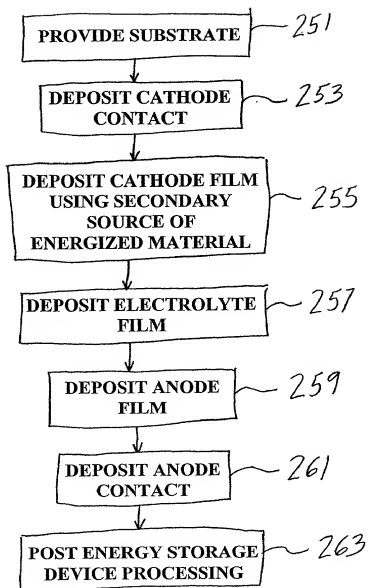 PROVIDE SUBSTRATE 251
DEPOSIT CATHODE 253
CONTACT
DEPOSIT CATHODE FILM
USING SECONDARY
SOURCE OF 255
ENERGIZED MATERIAL
DEPOSIT ELECTROLYTE 257
FILM
DEPOSIT ANODE 259
FILM
DEPOSIT ANODE 261
CONTACT
POST ENERGY STORAGE 263
DEVICE PROCESSING